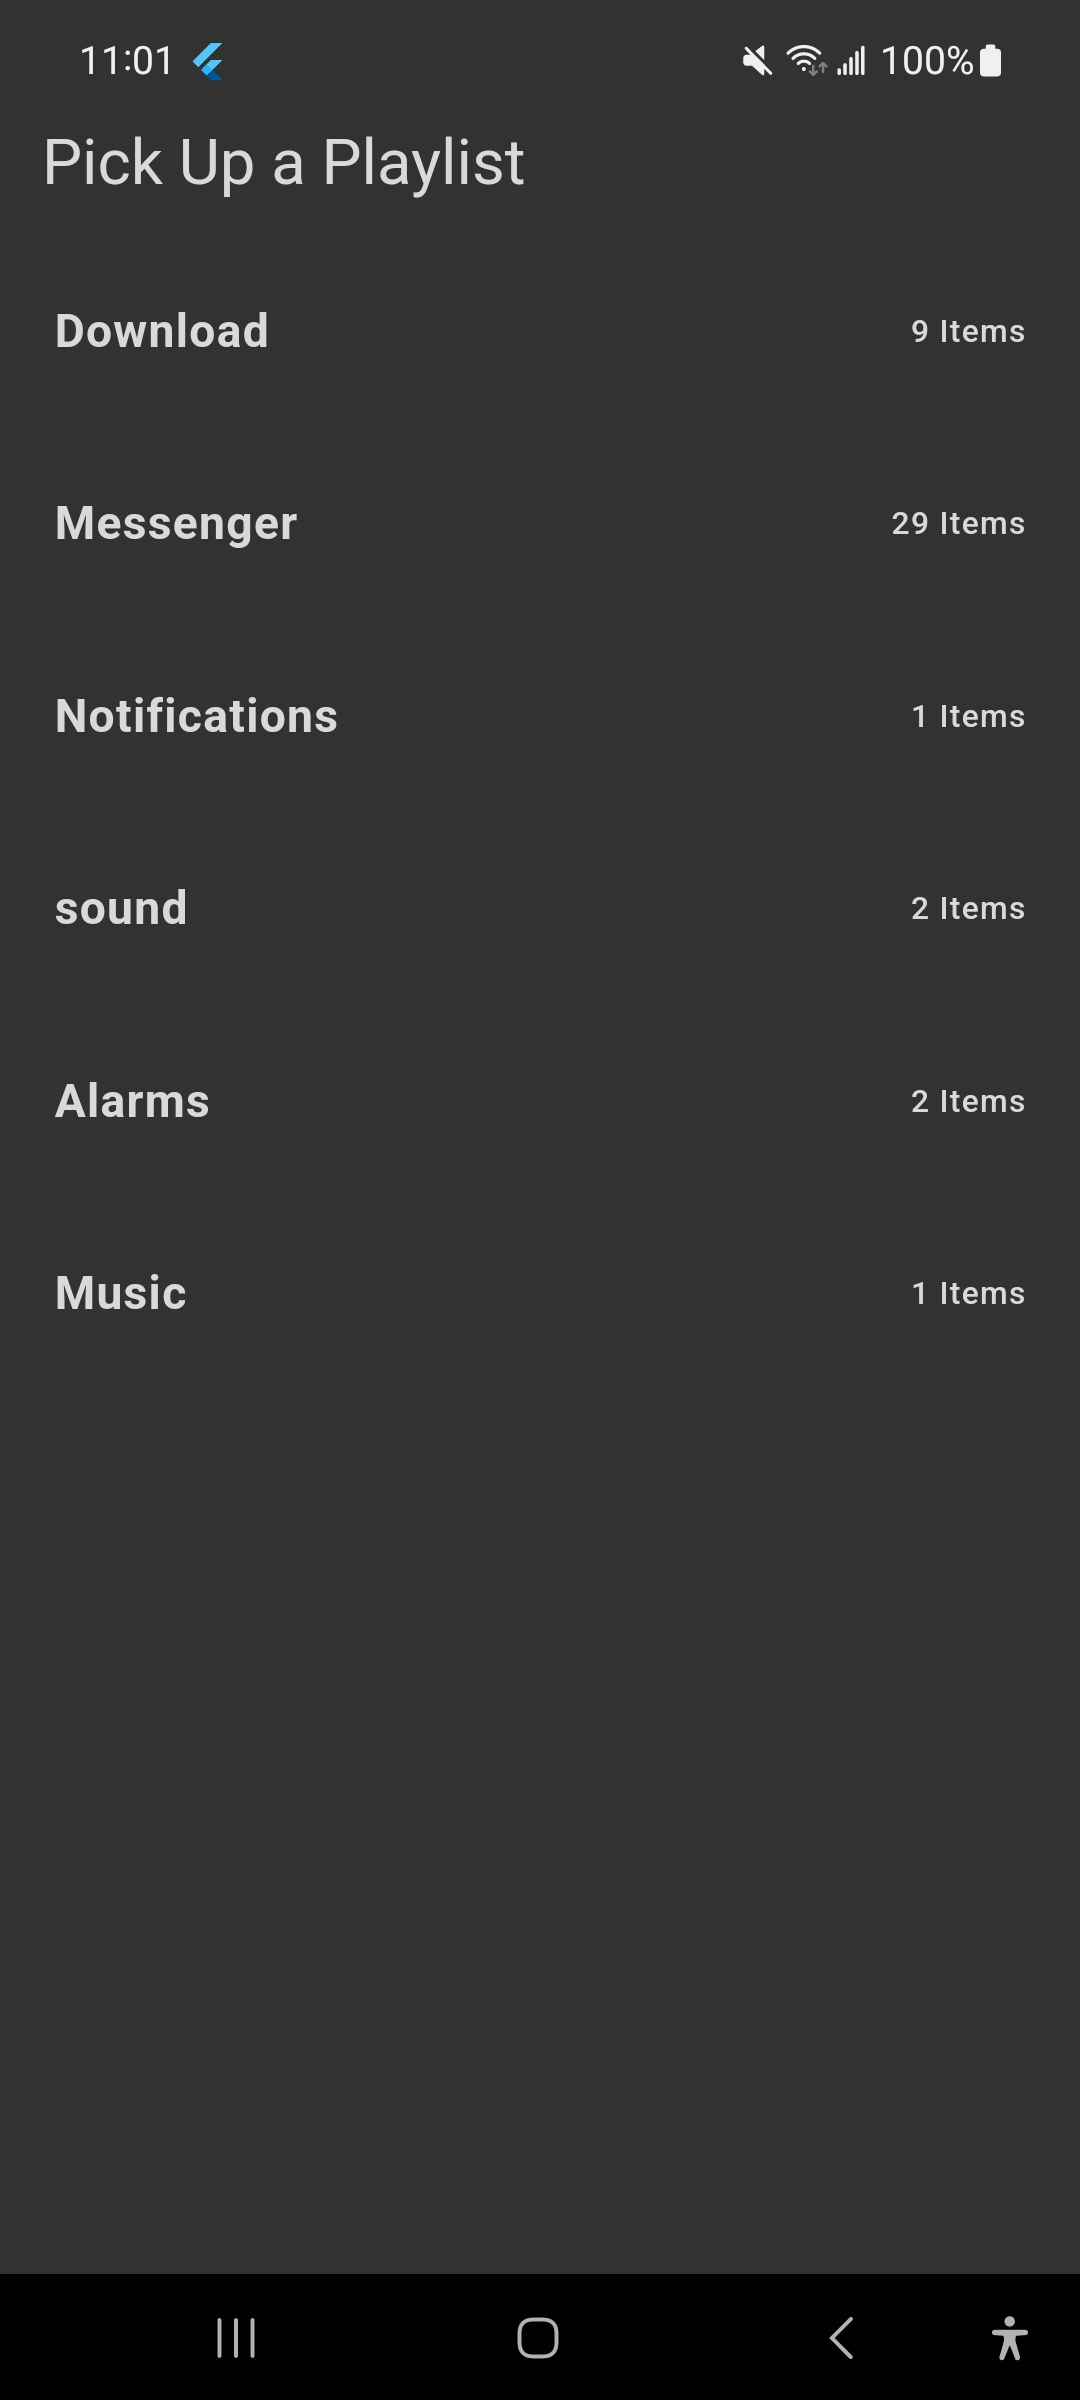 11:01 100%
Pick Up a Playlist
Download 9 Items
Messenger 29 Items
Notifications 1 Items
sound 2 Items
Alarms 2 Items
Music 1 Items